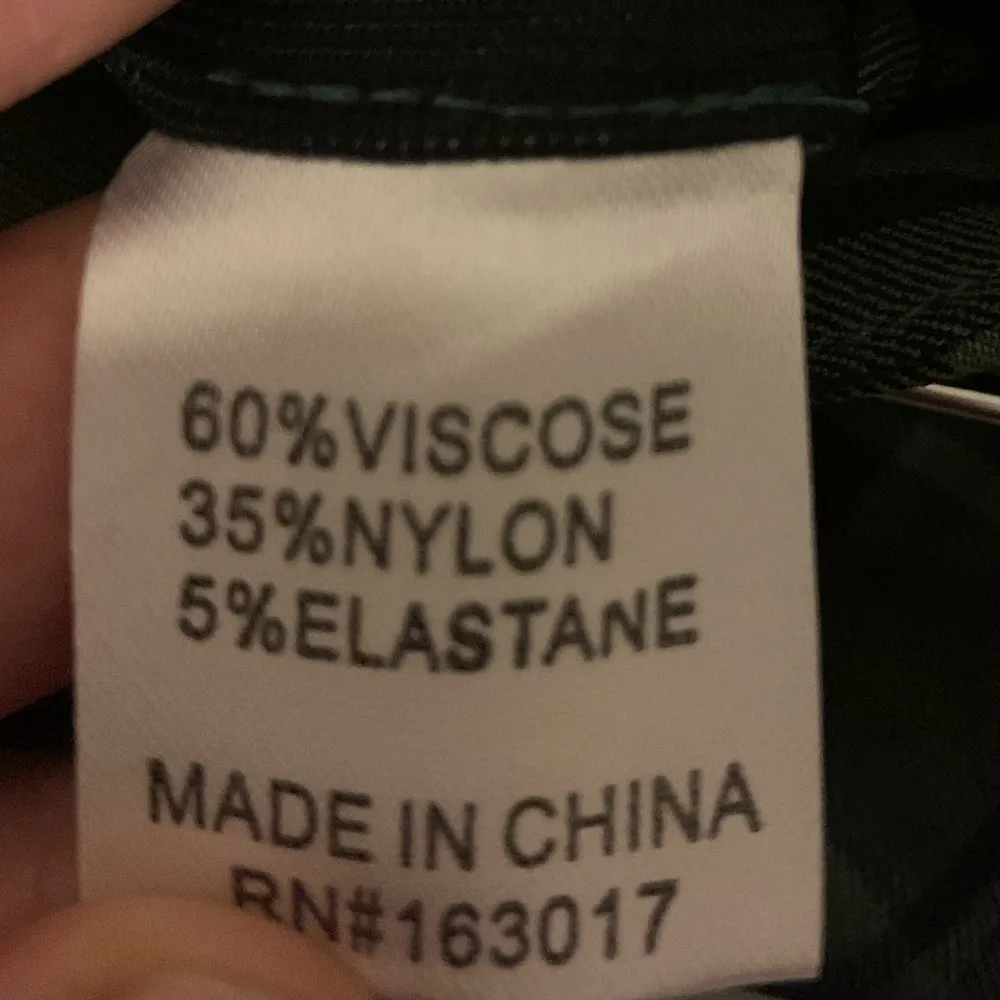 60%VISCOSE
35%NYLON
5%ELASTANE
MADE IN CHINA
RN#163017